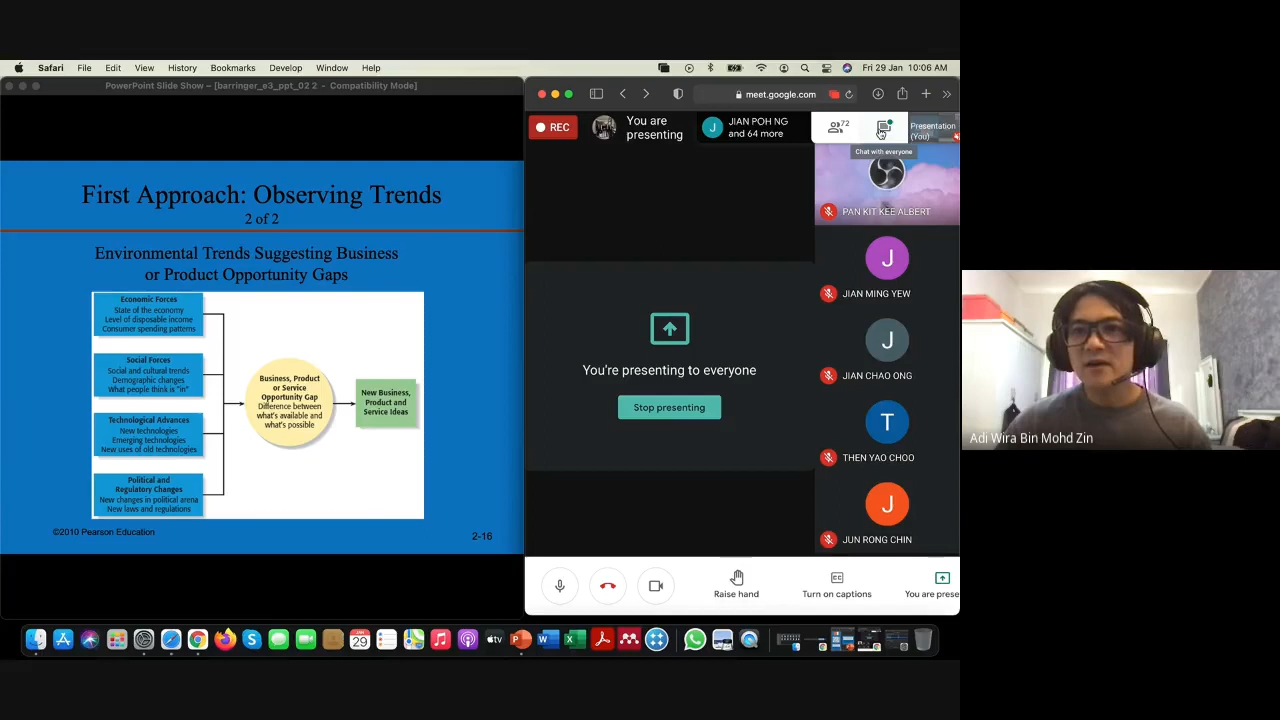 Safari File Edit View History Bookmarks Develop Window Help
Fri 29 Jan 10:06 AM
PowerPoint Slide Show – [barringer_e3_ppt_02 2 - Compatibility Mode]
First Approach: Observing Trends
2 of 2
Environmental Trends Suggesting Business
or Product Opportunity Gaps
Economic Forces
State of the economy
Level of disposable income
Consumer spending patterns
Social Forces
Social and cultural trends
Demographic changes
What people think is "in"
Technological Advances
New technologies
Emerging technologies
New uses of old technologies
Political and
Regulatory Changes
New changes in political arena
New laws and regulations
Business, Product
or Service
Opportunity Gap
Difference between
what's available and
what's possible
New Business,
Product and
Service Ideas
©2010 Pearson Education
2-16
meet.google.com
REC
You are
presenting
J
JIAN POH NG
and 64 more
72
Presentation
(You)
Chat with everyone
PAN KIT KEE ALBERT
J
JIAN MING YEW
J
JIAN CHAO ONG
T
THEN YAO CHOO
J
JUN RONG CHIN
You're presenting to everyone
Stop presenting
Raise hand
CC
Turn on captions
You are prese
Adi Wira Bin Mohd Zin
29
tv